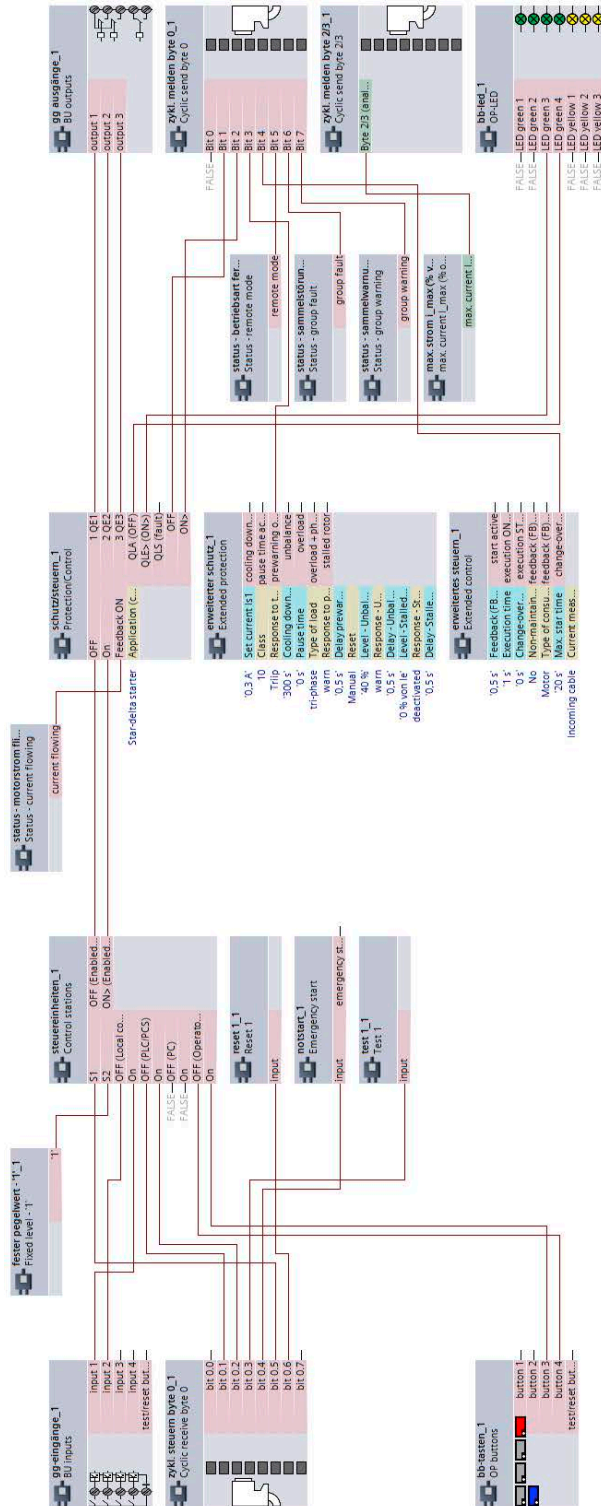 gg-eingänge_1
BU inputs
input 1
input 2
input 3
input 4
test/reset but...
zykl. steuern byte 0_1
Cyclic receive byte 0
bit 0.0
bit 0.1
bit 0.2
bit 0.3
bit 0.4
bit 0.5
bit 0.6
bit 0.7
bb-tasten_1
OP buttons
button 1
button 2
button 3
button 4
test/reset but...
fester pegelwert - '1'_1
Fixed level - '1'
'1'
steuereinheiten_1
Control stations
S1
S2
OFF (Local co...
On
OFF (PLC/PCS)
On
FALSE
OFF (PC)
FALSE
On
OFF (Operato...
On
OFF (Enabled...
ON> (Enabled...
reset 1_1
Reset 1
input
notstart_1
Emergency start
input
emergency st...
test 1_1
Test 1
input
status - motorstrom fli...
Status - current flowing
current flowing
schutz/steuern_1
Protection/Control
OFF
On
Feedback ON
Star-delta starter
Application (c...
1 QE1
2 QE2
3 QE3
QLA (OFF)
QLE> (ON>)
QLS (fault)
OFF
ON>
erweiterter schutz_1
Extended protection
'0,3 A'
Set current Is1
cooling down...
10
Class
pause time ac...
Triip
Response to t...
prewarning o...
'300 s'
Cooling down...
unbalance
'0 s'
Pause time
overload
tri-phase
Type of load
overload + ph...
warn
Response to p...
stalled rotor
'0,5 s'
Delay prewar...
Manual
Reset
40 %
Level - Unbal...
warn
Response - U...
'0,5 s'
Delay - Unbal...
'0 % von Ie'
Level - Stalled...
deactivated
Response - St...
'0,5 s'
Delay - Stalle...
erweitertes steuern_1
Extended control
'0,5 s'
Feedback (FB...
start active
'1 s'
Execution time
execution ON...
'0 s'
Change-over...
execution ST...
No
Non-maintain...
feedback (FB)...
Motor
Type of consu...
feedback (FB)...
'20 s'
Max. star time
change-over...
Incoming cable
Current meas...
status - betriebsart fer...
Status - remote mode
remote mode
status - sammelstörun...
Status - group fault
group fault
status - sammelwarnu...
Status - group warning
group warning
max. strom i_max (% v...
max. current I_max (% o...
max. current I...
gg ausgänge_1
BU outputs
output 1
output 2
output 3
zykl. melden byte 0_1
Cyclic send byte 0
FALSE
Bit 0
Bit 1
Bit 2
Bit 3
Bit 4
Bit 5
Bit 6
Bit 7
zykl. melden byte 2/3_1
Cyclic send byte 2/3
Byte 2/3 (anal...
bb-led_1
OP-LED
FALSE
LED green 1
FALSE
LED green 2
LED green 3
LED green 4
FALSE
LED yellow 1
FALSE
LED yellow 2
FALSE
LED yellow 3